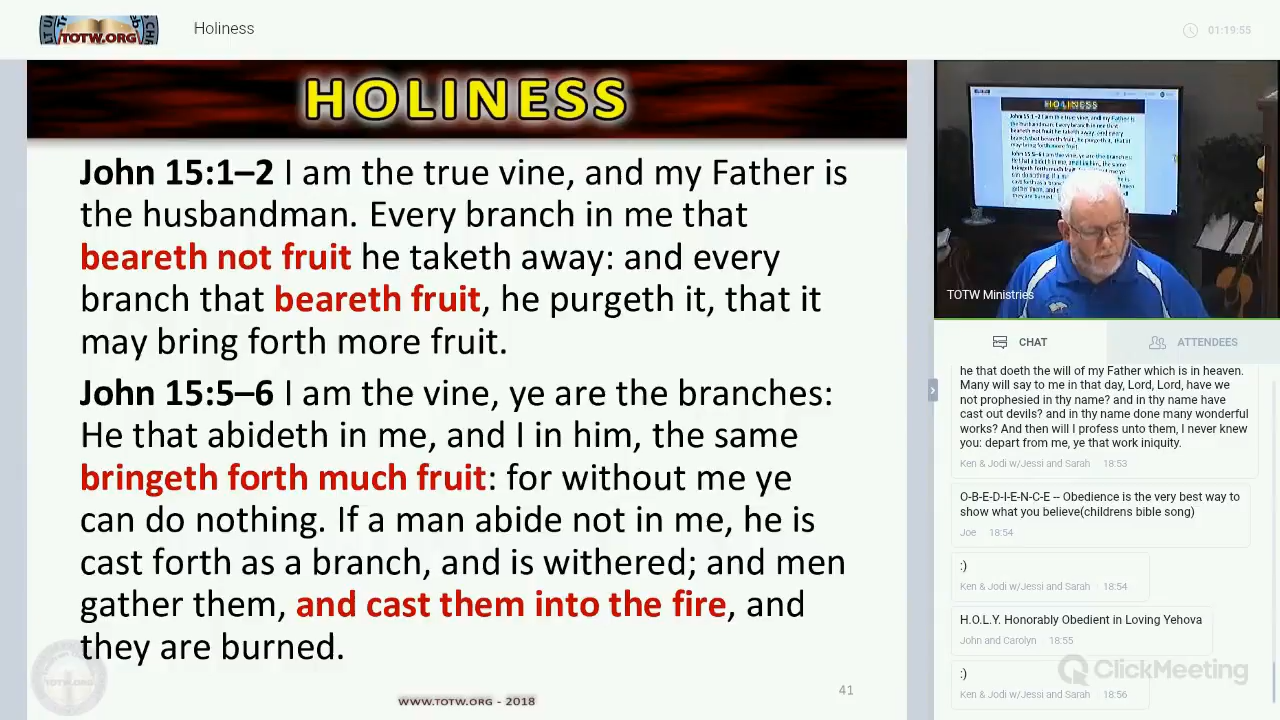 TOTW.ORG
Holiness
01:19:55
HOLINESS
John 15:1–2 I am the true vine, and my Father is
the husbandman. Every branch in me that
beareth not fruit he taketh away: and every
branch that beareth fruit, he purgeth it, that it
may bring forth more fruit.
John 15:5–6 I am the vine, ye are the branches:
He that abideth in me, and I in him, the same
bringeth forth much fruit: for without me ye
can do nothing. If a man abide not in me, he is
cast forth as a branch, and is withered; and men
gather them, and cast them into the fire, and
they are burned.
WWW.TOTW.ORG - 2018
41
HOLINESS
TOTW Ministries
CHAT
ATTENDEES
he that doeth the will of my Father which is in heaven.
Many will say to me in that day, Lord, Lord, have we
not prophesied in thy name? and in thy name have
cast out devils? and in thy name done many wonderful
works? And then will I profess unto them, I never knew
you: depart from me, ye that work iniquity.
Ken & Jodi w/Jessi and Sarah 18:53
O-B-E-D-I-E-N-C-E -- Obedience is the very best way to
show what you believe(childrens bible song)
Joe 18:54
:)
Ken & Jodi w/Jessi and Sarah 18:54
H.O.L.Y. Honorably Obedient in Loving Yehova
John and Carolyn 18:55
:)
Ken & Jodi w/Jessi and Sarah 18:56
ClickMeeting